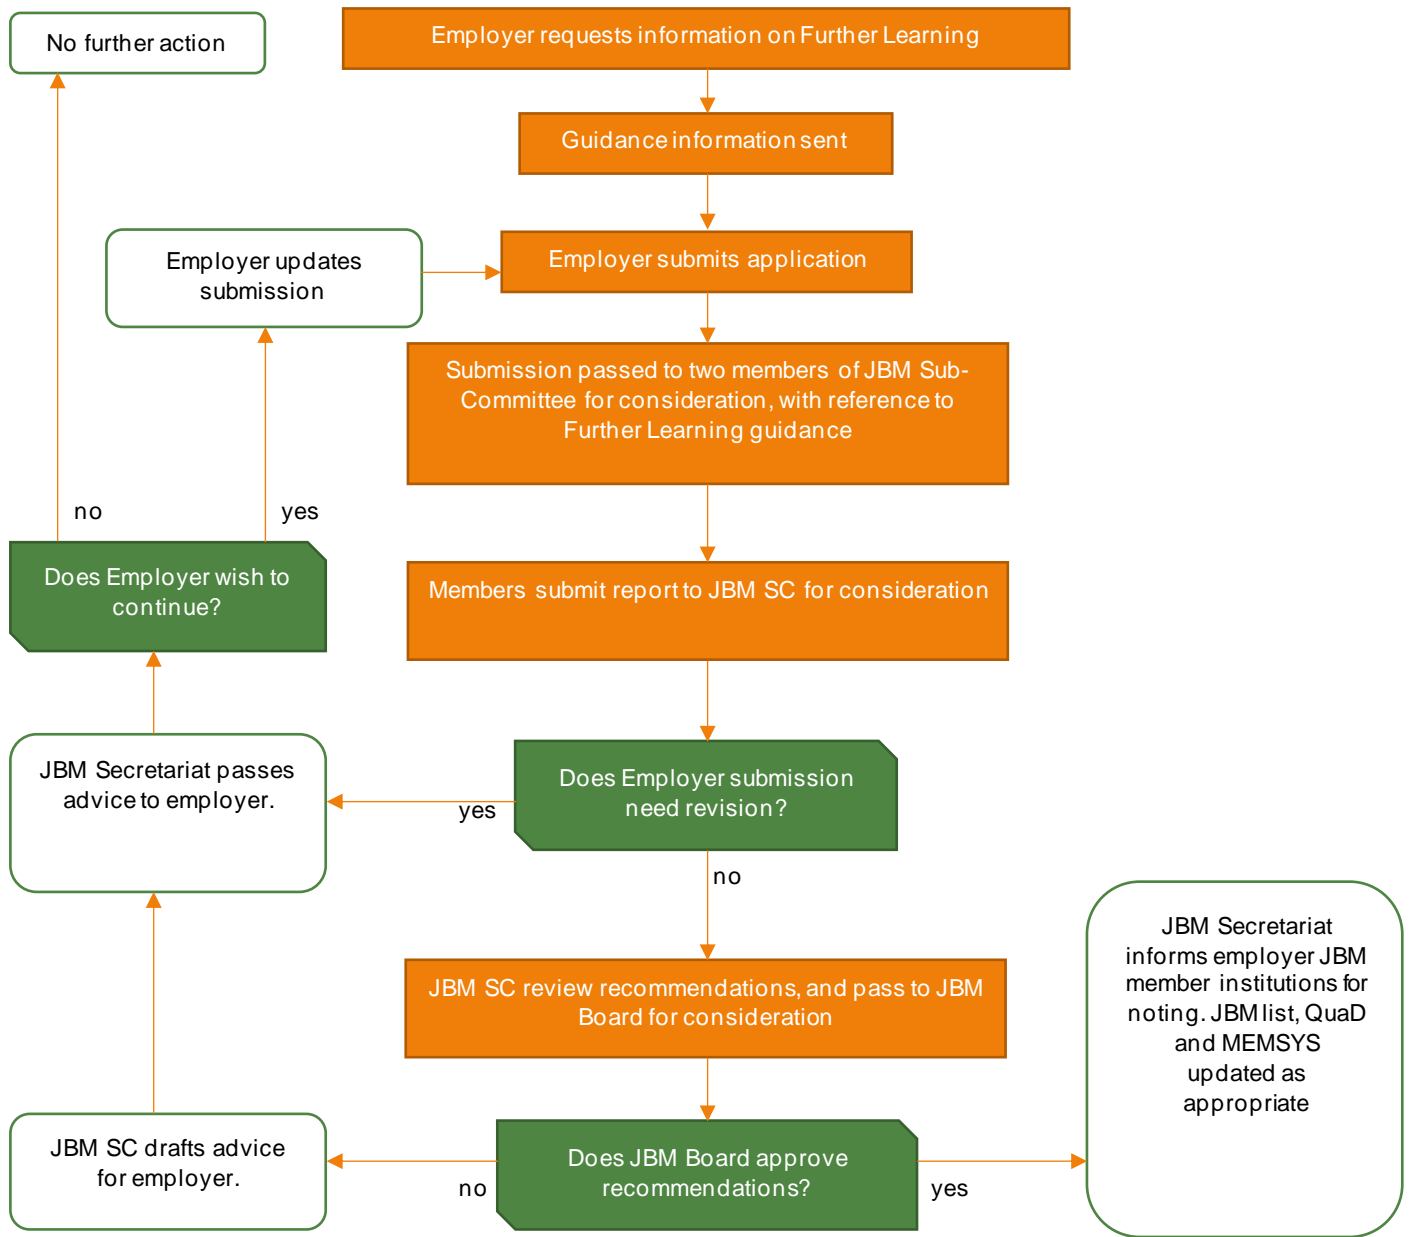 No further action
Employer requests information on Further Learning
Guidance information sent
Employer updates
submission
Employer submits application
Submission passed to two members of JBM Sub-
Committee for consideration, with reference to
Further Learning guidance
no
yes
Does Employer wish to
continue?
Members submit report to JBM SC for consideration
JBM Secretariat passes
advice to employer.
yes
Does Employer submission
need revision?
no
JBM SC review recommendations, and pass to JBM
Board for consideration
JBM Secretariat
informs employer JBM
member institutions for
noting. JBM list, QuaD
and MEMSYS
updated as
appropriate
JBM SC drafts advice
for employer.
no
Does JBM Board approve
recommendations?
yes